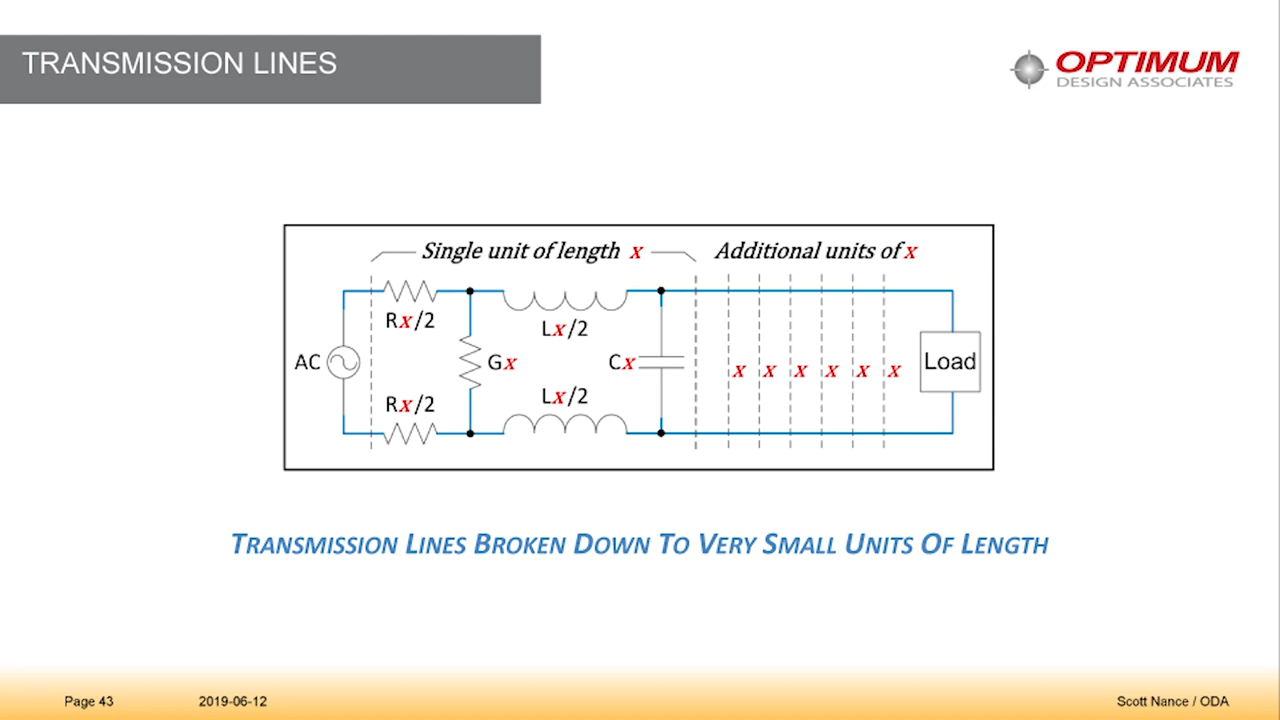 TRANSMISSION LINES
OPTIMUM
DESIGN ASSOCIATES
Single unit of length x
Additional units of x
Rx/2
Lx/2
AC
Gx
Cx
x x x x x x
Load
Rx/2
Lx/2
TRANSMISSION LINES BROKEN DOWN TO VERY SMALL UNITS OF LENGTH
Page 43
2019-06-12
Scott Nance / ODA